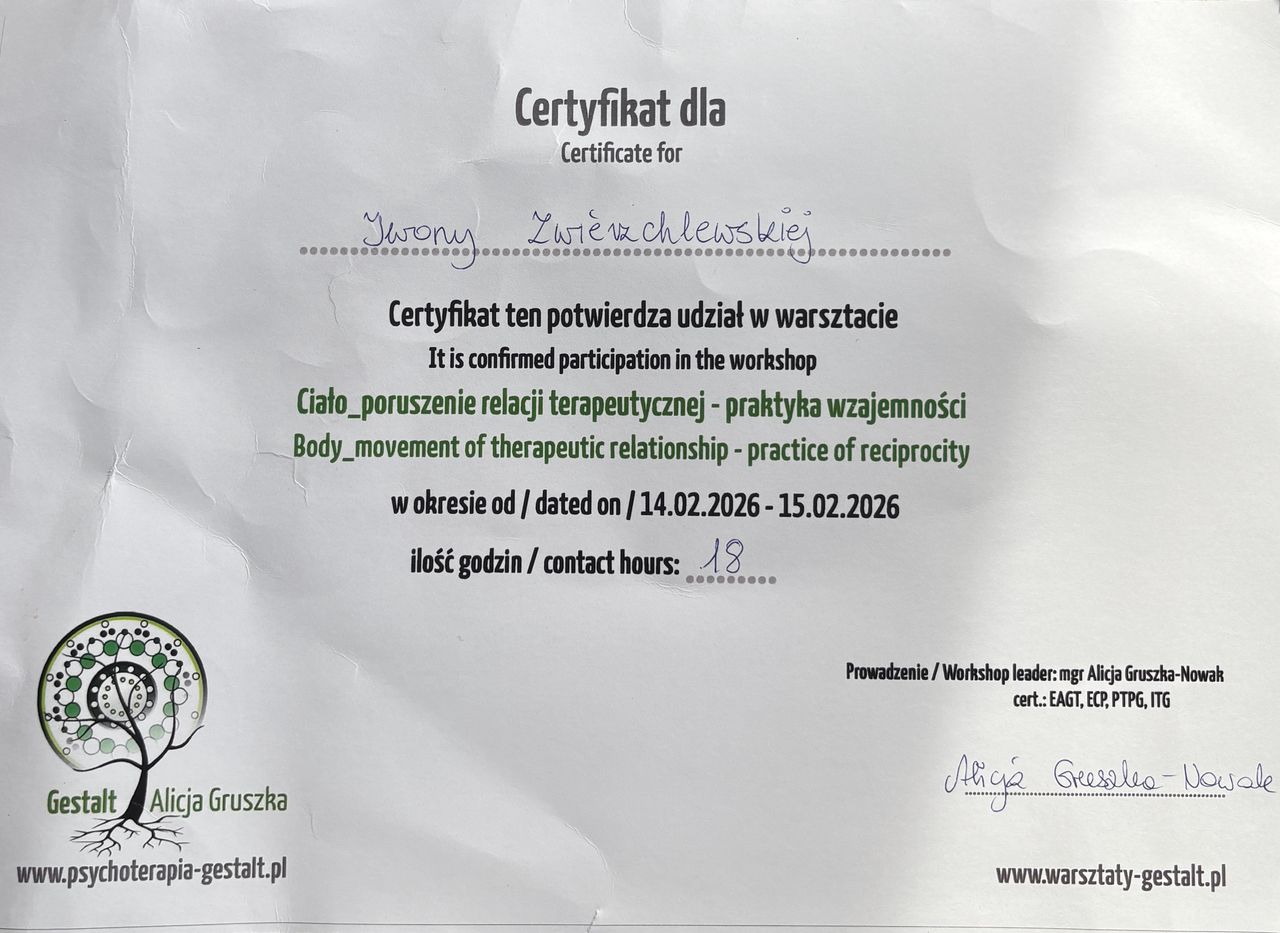 Certyfikat dla
Certificate for
Iwony Zwierzchlewskiej
Certyfikat ten potwierdza udział w warsztacie
It is confirmed participation in the workshop
Ciało_poruszenie relacji terapeutycznej - praktyka wzajemności
Body_movement of therapeutic relationship - practice of reciprocity
w okresie od / dated on / 14.02.2026 - 15.02.2026
ilość godzin / contact hours: 18
Prowadzenie / Workshop leader: mgr Alicja Gruszka-Nowak
cert.: EAGT, ECP, PTPG, ITG
Alicja Gruszka-Nowak
Gestalt Alicja Gruszka
www.psychoterapia-gestalt.pl
www.warsztaty-gestalt.pl